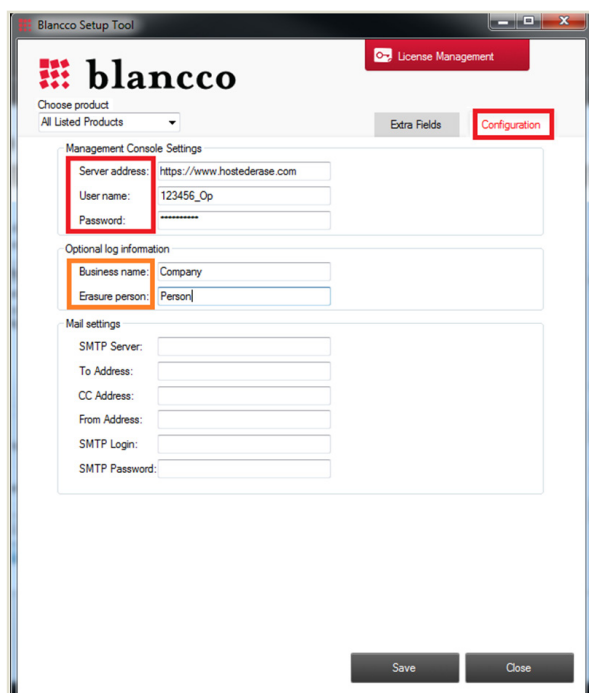 Blancco Setup Tool
License Management
blancco
Choose product
All Listed Products
Extra Fields
Configuration
Management Console Settings
Server address: https://www.hostederase.com
User name: 123456_Op
Password: **********
Optional log information
Business name: Company
Erasure person: Person
Mail settings
SMTP Server:
To Address:
CC Address:
From Address:
SMTP Login:
SMTP Password:
Save
Close